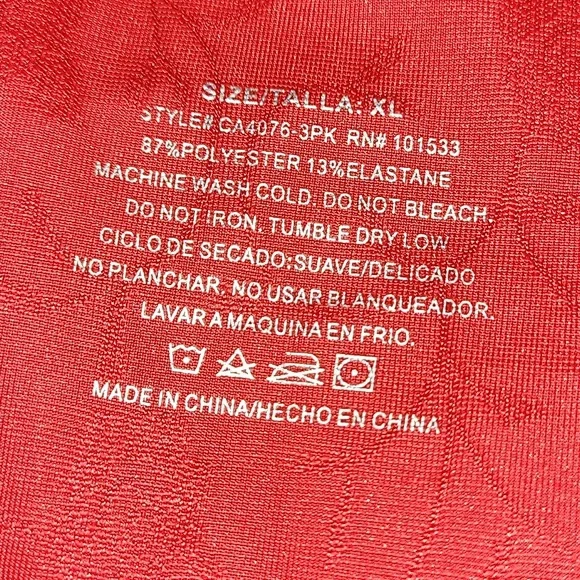 SIZE/TALLA: XL
STYLE# CA4076-3PK RN# 101533
87%POLYESTER 13%ELASTANE
MACHINE WASH COLD. DO NOT BLEACH.
DO NOT IRON. TUMBLE DRY LOW
CICLO DE SECADO:SUAVE/DELICADO
NO PLANCHAR. NO USAR BLANQUEADOR.
LAVAR A MAQUINA EN FRIO.
MADE IN CHINA/HECHO EN CHINA